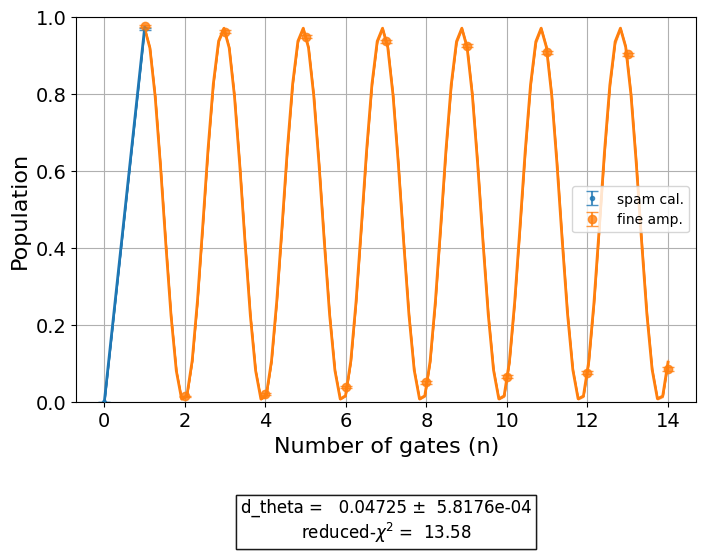 1.0
0.8
0.6
0.4
0.2
0.0
Population
spam cal.
fine amp.
0 2 4 6 8 10 12 14
Number of gates (n)
d_theta = 0.04725 ± 5.8176e-04
reduced-χ² = 13.58